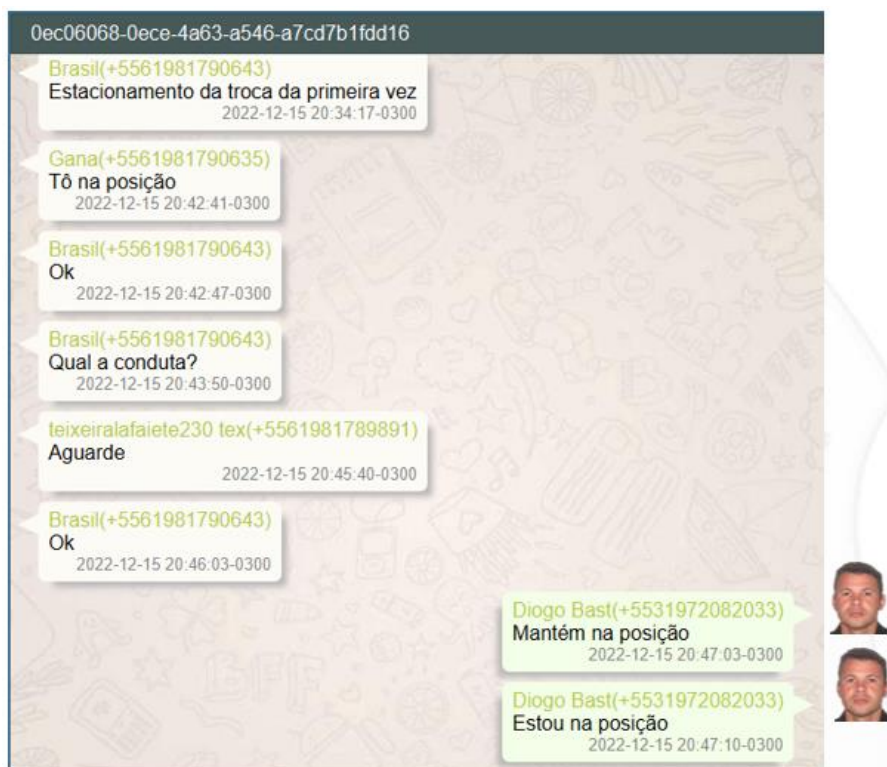 0ec06068-0ece-4a63-a546-a7cd7b1fdd16
Brasil(+5561981790643)
Estacionamento da troca da primeira vez
2022-12-15 20:34:17-0300
Gana(+5561981790635)
Tô na posição
2022-12-15 20:42:41-0300
Brasil(+5561981790643)
Ok
2022-12-15 20:42:47-0300
Brasil(+5561981790643)
Qual a conduta?
2022-12-15 20:43:50-0300
teixeiralafaiete230 tex(+5561981789891)
Aguarde
2022-12-15 20:45:40-0300
Brasil(+5561981790643)
Ok
2022-12-15 20:46:03-0300
Diogo Bast(+5531972082033)
Mantém na posição
2022-12-15 20:47:03-0300
Diogo Bast(+5531972082033)
Estou na posição
2022-12-15 20:47:10-0300